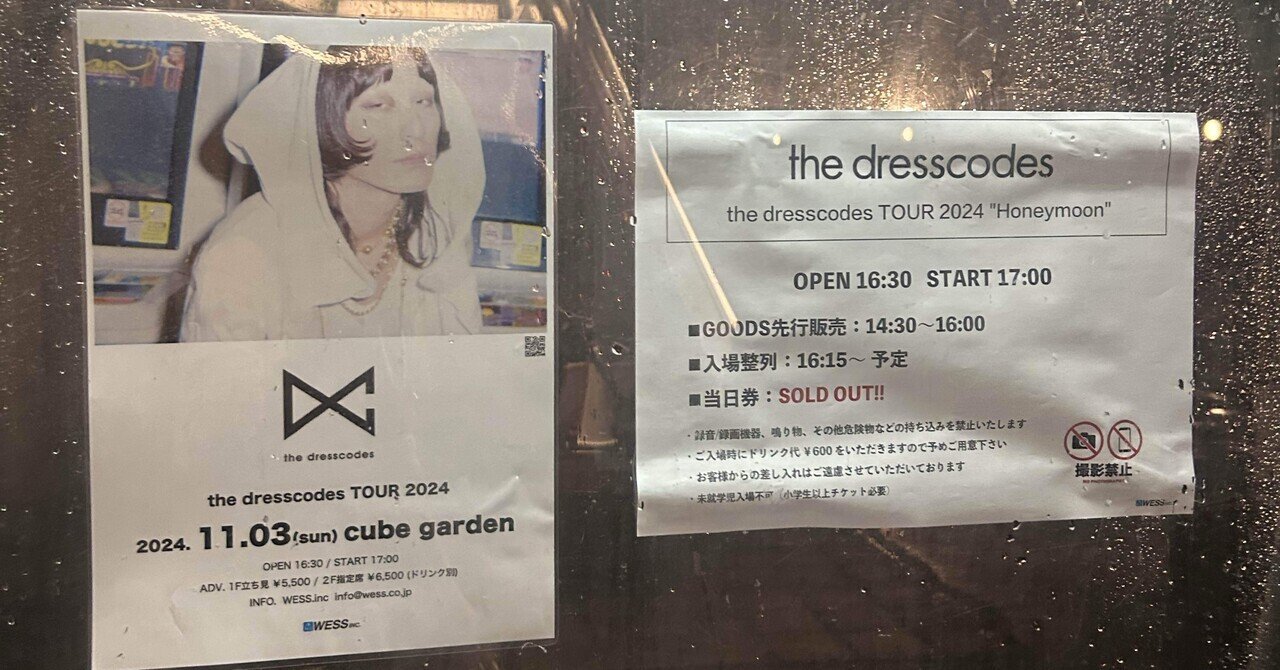 the dresscodes
the dresscodes TOUR 2024
2024. 11.03(sun) cube garden
OPEN 16:30 / START 17:00
ADV. 1F立ち見 ¥5,500 / 2F指定席 ¥6,500 (ドリンク別)
INFO. WESS.inc info@wess.co.jp
WESS INC.
the dresscodes
the dresscodes TOUR 2024 "Honeymoon"
OPEN 16:30 START 17:00
■GOODS先行販売：14:30〜16:00
■入場整列：16:15〜 予定
■当日券：SOLD OUT!!
・録音/録画機器、鳴り物、その他危険物などの持ち込みを禁止いたします
・ご入場時にドリンク代 ¥600をいただきますので予めご用意下さい
・お客様からの差し入れはご遠慮させていただいております
・未就学児入場不可（小学生以上チケット必要）
撮影禁止
NO PHOTOGRAPHY
WESS INC.